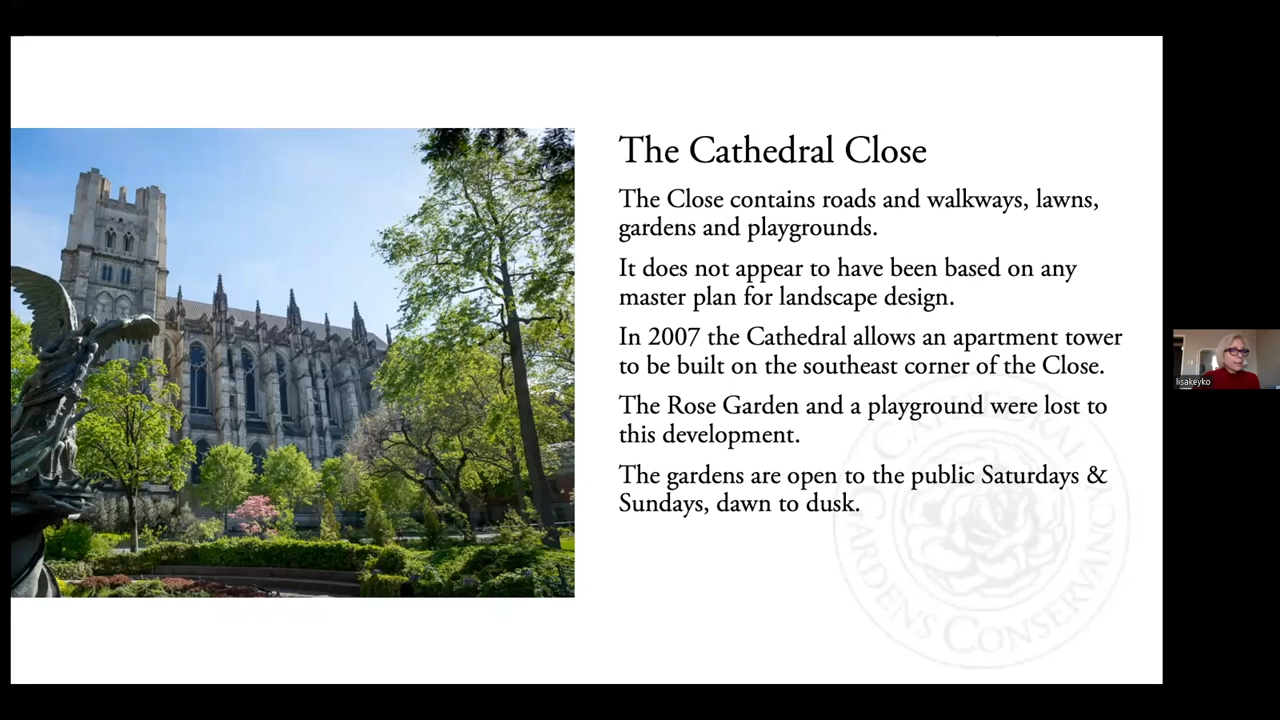 The Cathedral Close
The Close contains roads and walkways, lawns,
gardens and playgrounds.
It does not appear to have been based on any
master plan for landscape design.
In 2007 the Cathedral allows an apartment tower
to be built on the southeast corner of the Close.
The Rose Garden and a playground were lost to
this development.
The gardens are open to the public Saturdays &
Sundays, dawn to dusk.
CATHEDRAL
GARDENS CONSERVANCY
lisakeyko